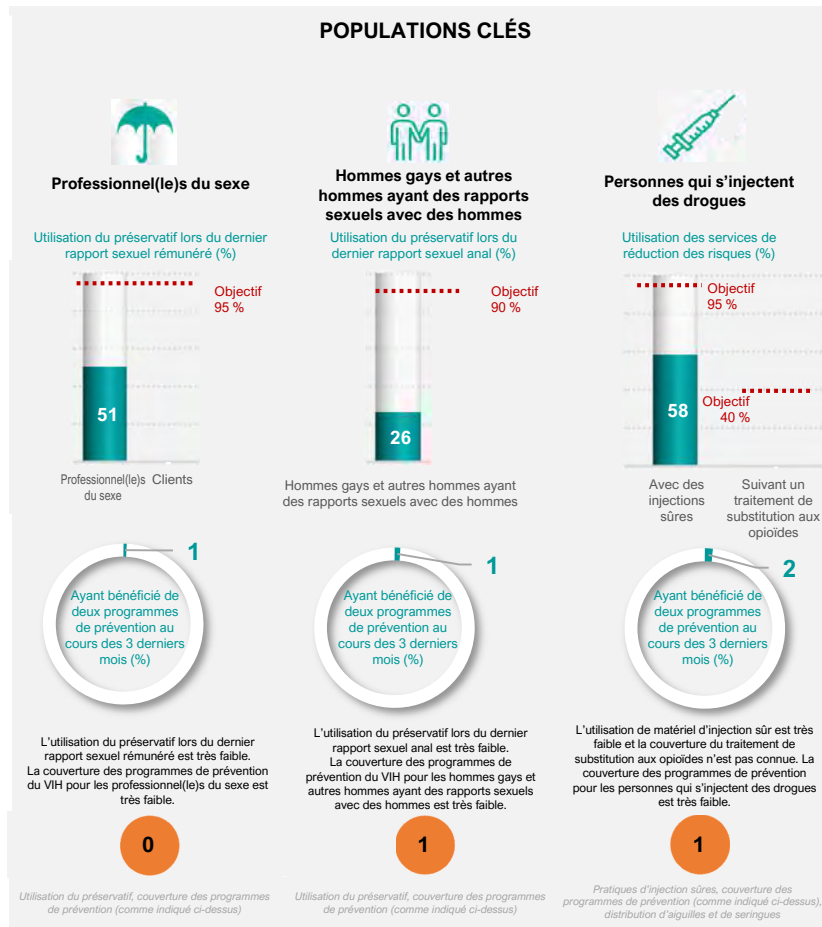 POPULATIONS CLÉS
Professionnel(le)s du sexe
Utilisation du préservatif lors du dernier
rapport sexuel rémunéré (%)
Objectif
95 %
51
Professionnel(le)s
du sexe
Clients
1
Ayant bénéficié de
deux programmes
de prévention au
cours des 3 derniers
mois (%)
L'utilisation du préservatif lors du dernier
rapport sexuel rémunéré est très faible.
La couverture des programmes de prévention
du VIH pour les professionnel(le)s du sexe est
très faible.
0
Utilisation du préservatif, couverture des programmes
de prévention (comme indiqué ci-dessus)
Hommes gays et autres
hommes ayant des rapports
sexuels avec des hommes
Utilisation du préservatif lors du
dernier rapport sexuel anal (%)
Objectif
90 %
26
Hommes gays et autres hommes ayant
des rapports sexuels avec des hommes
1
Ayant bénéficié de
deux programmes
de prévention au
cours des 3 derniers
mois (%)
L'utilisation du préservatif lors du dernier
rapport sexuel anal est très faible.
La couverture des programmes de
prévention du VIH pour les hommes gays et
autres hommes ayant des rapports sexuels
avec des hommes est très faible.
1
Utilisation du préservatif, couverture des programmes
de prévention (comme indiqué ci-dessus)
Personnes qui s'injectent
des drogues
Utilisation des services de
réduction des risques (%)
Objectif
95 %
58
Objectif
40 %
Avec des
injections
sûres
Suivant un
traitement de
substitution aux
opioïdes
2
Ayant bénéficié de
deux programmes
de prévention au
cours des 3 derniers
mois (%)
L'utilisation de matériel d'injection sûr est très
faible et la couverture du traitement de
substitution aux opioïdes n'est pas connue. La
couverture des programmes de prévention
pour les personnes qui s'injectent des drogues
est très faible.
1
Pratiques d'injection sûres, couverture des
programmes de prévention (comme indiqué ci-dessus),
distribution d'aiguilles et de seringues